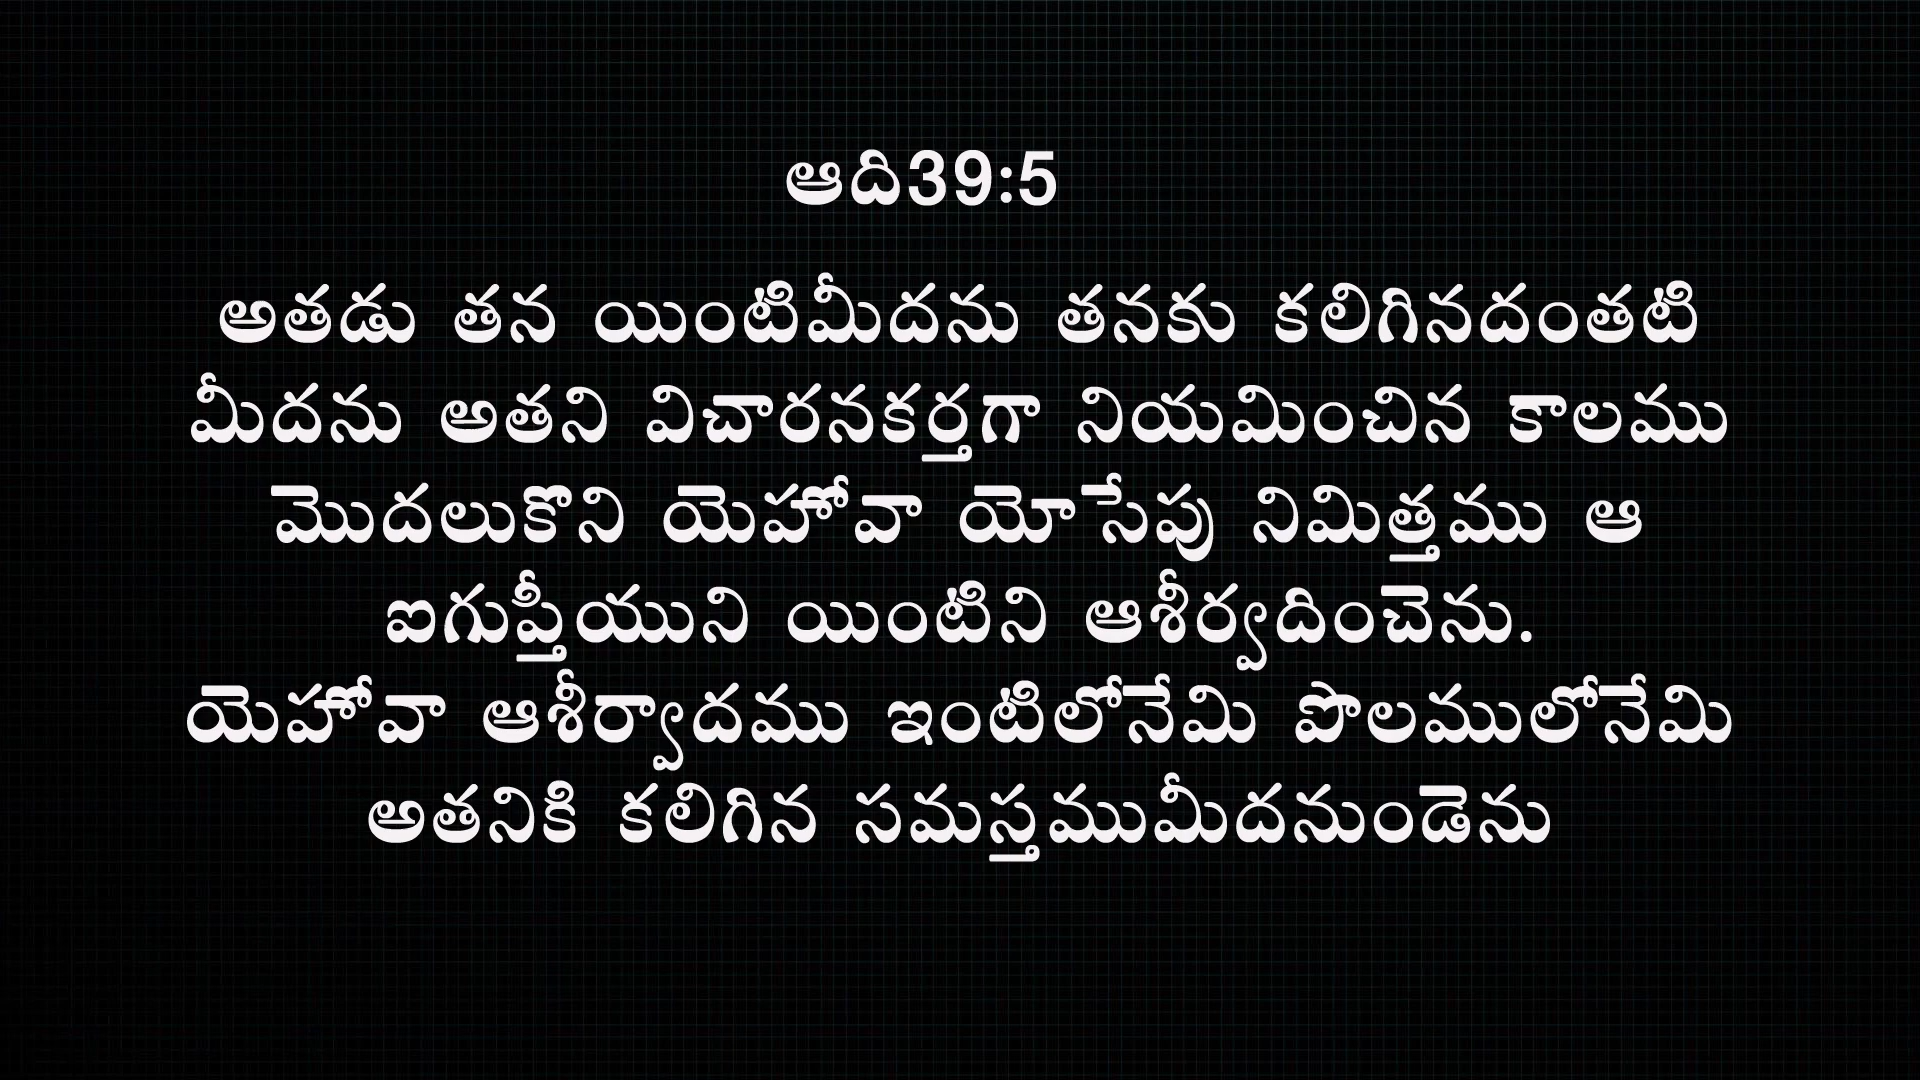 ఆది39:5
అతడు తన యింటిమీదను తనకు కలిగినదంతటి
మీదను అతని విచారనకర్తగా నియమించిన కాలము
మొదలుకొని యెహోవా యోసేపు నిమిత్తము ఆ
ఐగుప్తీయుని యింటిని ఆశీర్వదించెను.
యెహోవా ఆశీర్వాదము ఇంటిలోనేమి పొలములోనేమి
అతనికి కలిగిన సమస్తముమీదనుండెను